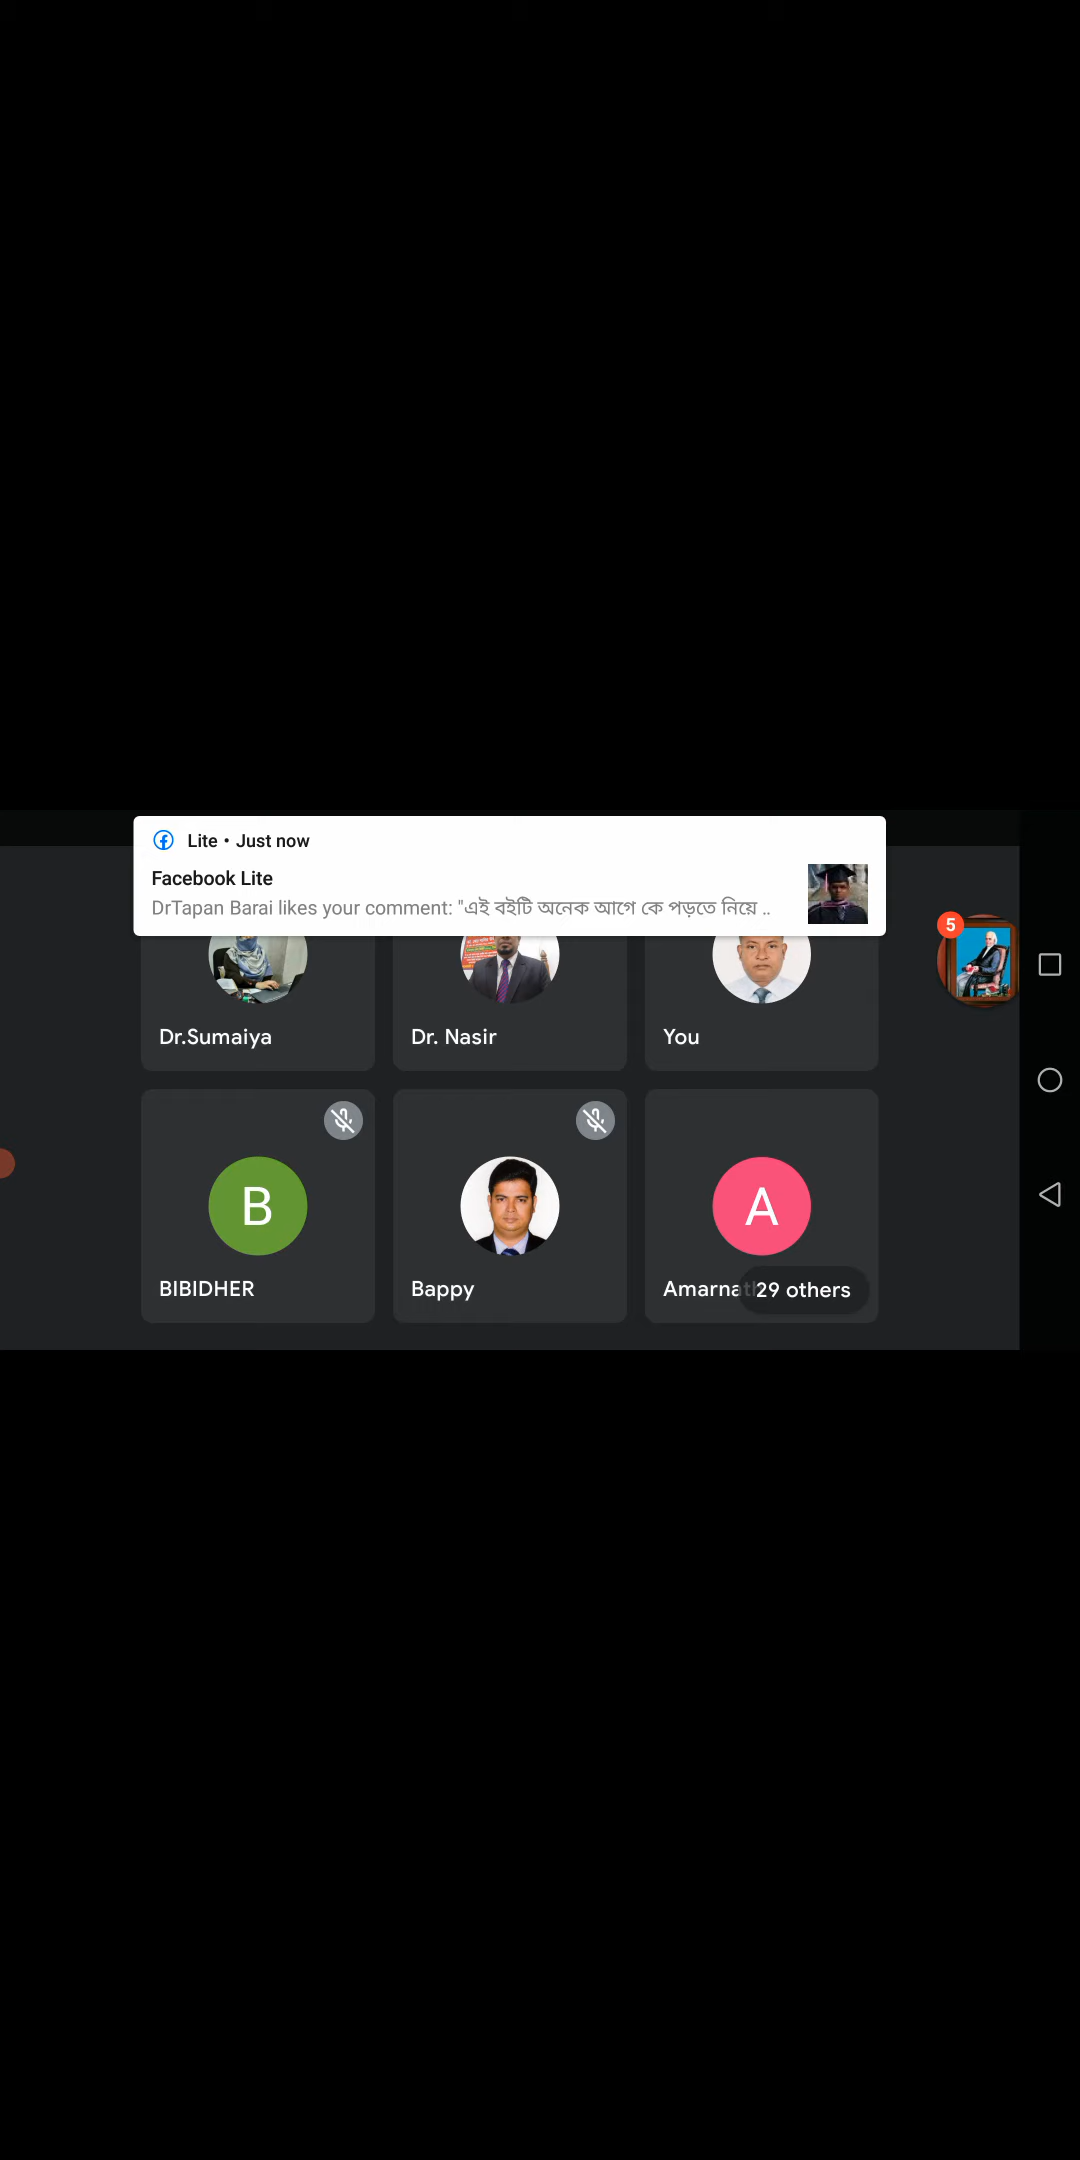 Lite • Just now
Facebook Lite
DrTapan Barai likes your comment: "এই বইটি অনেক আগে কে পড়তে নিয়ে ..
5
Dr.Sumaiya
Dr. Nasir
You
B
A
BIBIDHER
Bappy
Amarnath
29 others